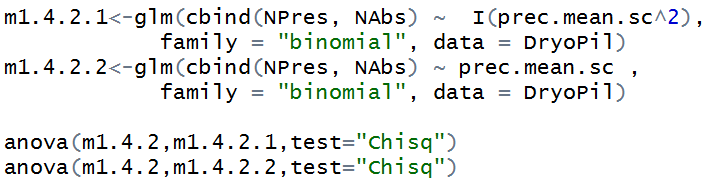 m1.4.2.1<-glm(cbind(NPres, NAbs) ~  I(prec.mean.sc^2),
              family = "binomial", data = DryoPil)
m1.4.2.2<-glm(cbind(NPres, NAbs) ~ prec.mean.sc ,
              family = "binomial", data = DryoPil)
anova(m1.4.2,m1.4.2.1,test="Chisq")
anova(m1.4.2,m1.4.2.2,test="Chisq")